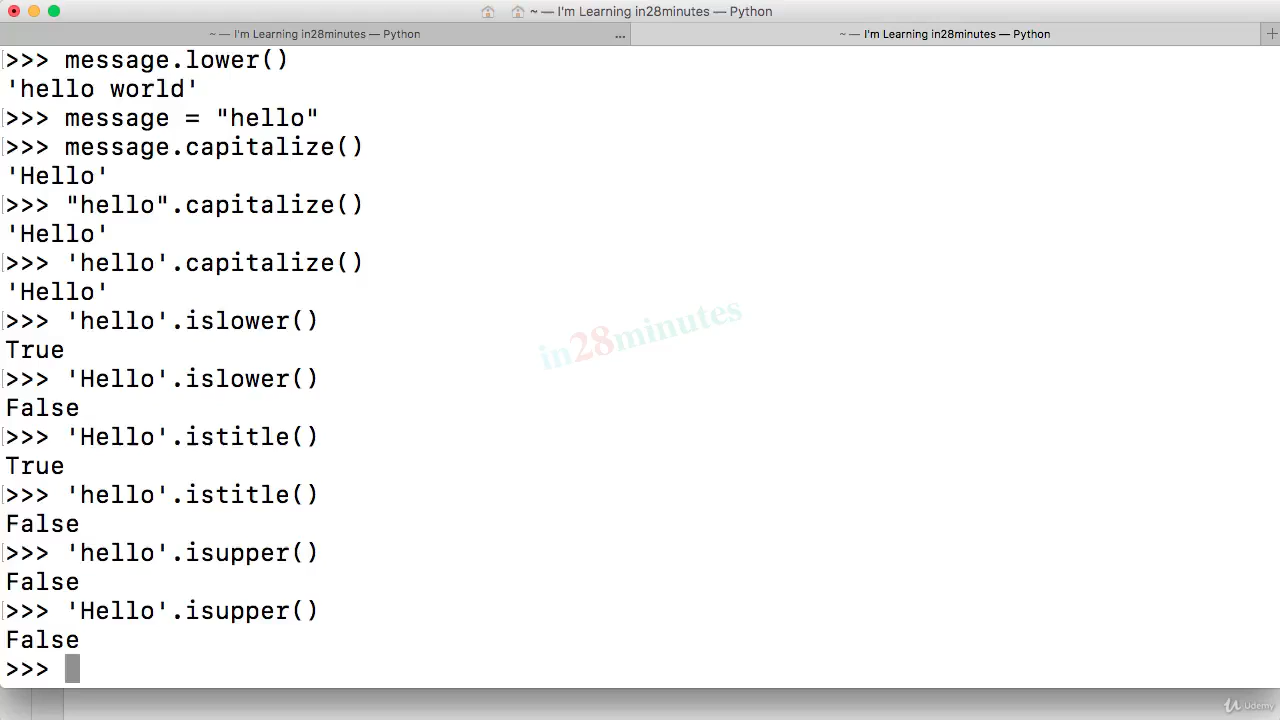 ~ — I'm Learning in28minutes — Python
~ — I'm Learning in28minutes — Python ... ~ — I'm Learning in28minutes — Python +
>>> message.lower()
'hello world'
>>> message = "hello"
>>> message.capitalize()
'Hello'
>>> "hello".capitalize()
'Hello'
>>> 'hello'.capitalize()
'Hello'
>>> 'hello'.islower()
True
>>> 'Hello'.islower()
False
>>> 'Hello'.istitle()
True
>>> 'hello'.istitle()
False
>>> 'hello'.isupper()
False
>>> 'Hello'.isupper()
False
>>>
in28minutes
Udemy